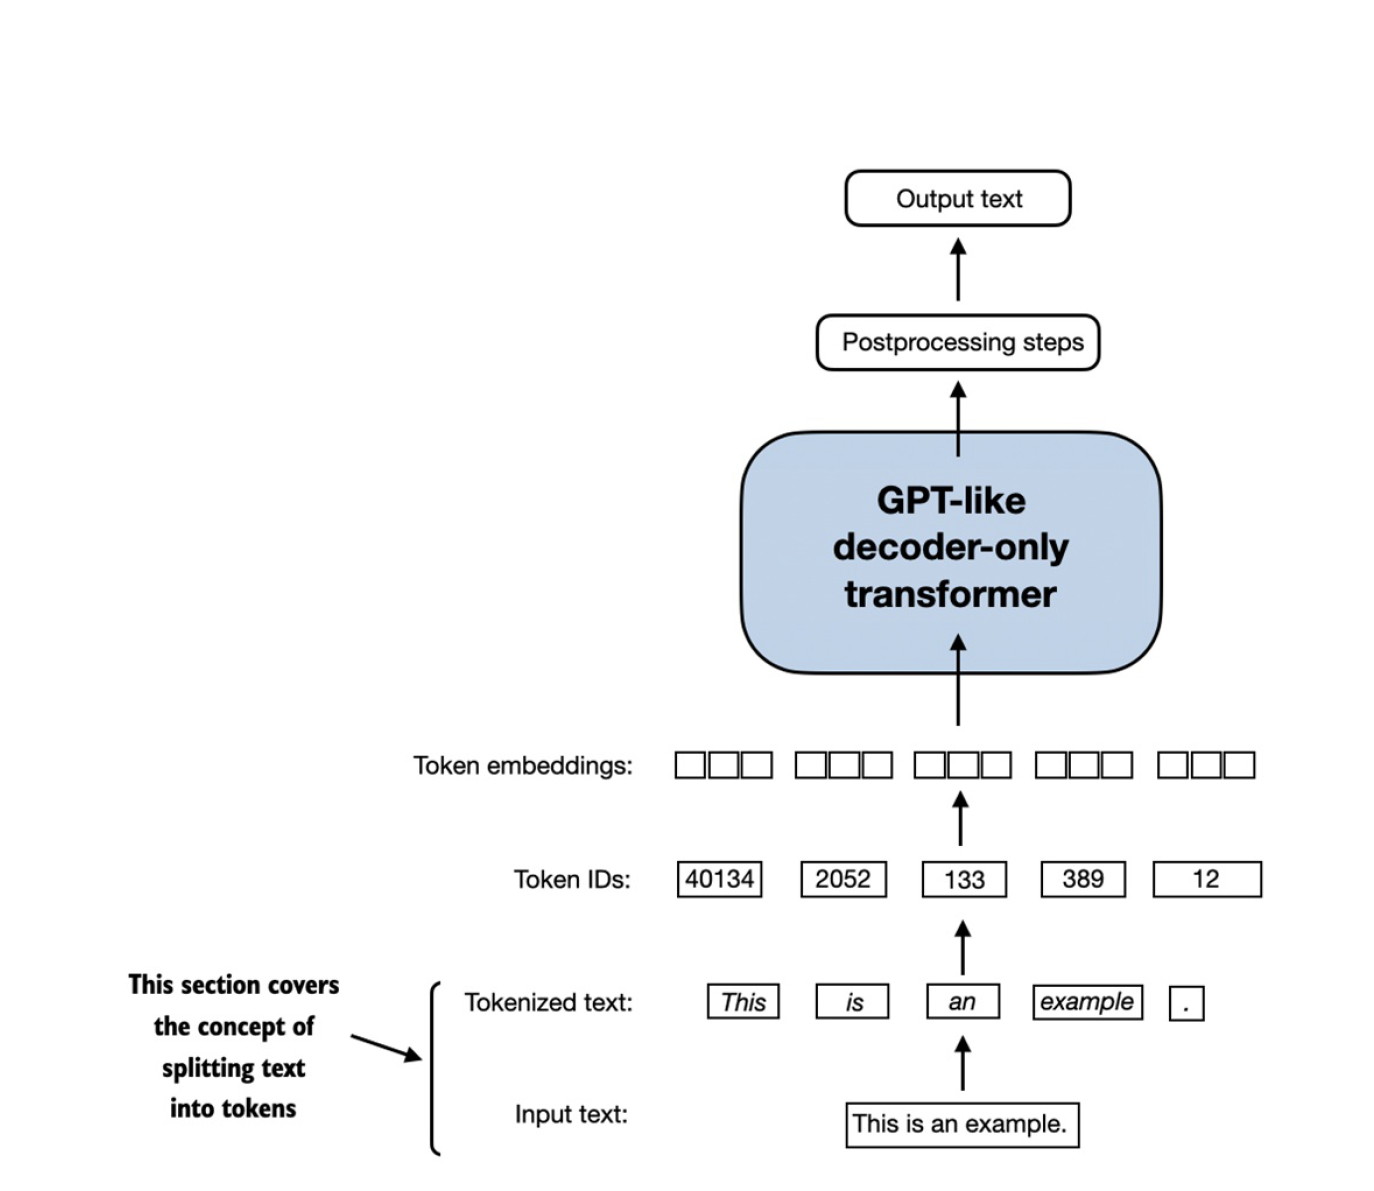 Output text
Postprocessing steps
GPT-like
decoder-only
transformer
Token embeddings:
Token IDs: 40134 2052 133 389 12
This section covers
the concept of
splitting text
into tokens
Tokenized text: This is an example .
Input text: This is an example.